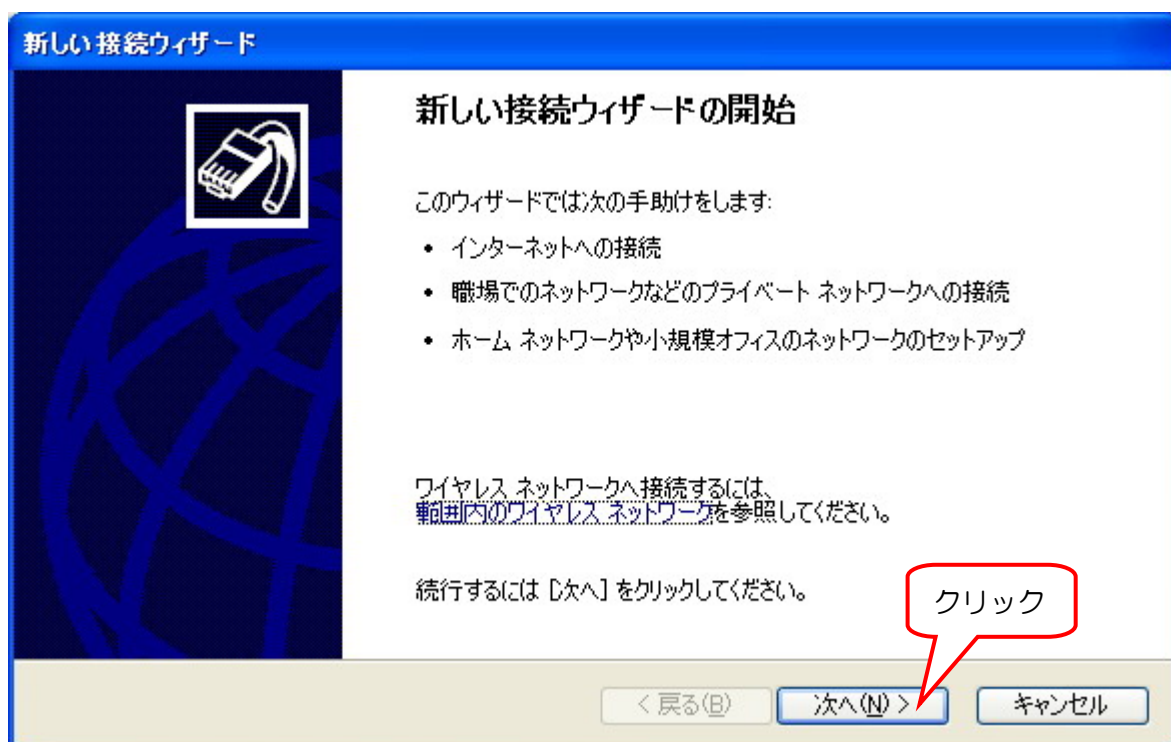 新しい接続ウィザード
新しい接続ウィザードの開始
このウィザードでは次の手助けをします:
• インターネットへの接続
• 職場でのネットワークなどのプライベート ネットワークへの接続
• ホーム ネットワークや小規模オフィスのネットワークのセットアップ
ワイヤレス ネットワークへ接続するには、
範囲内のワイヤレス ネットワークを参照してください。
続行するには [次へ] をクリックしてください。
クリック
< 戻る(B)
次へ(N) >
キャンセル